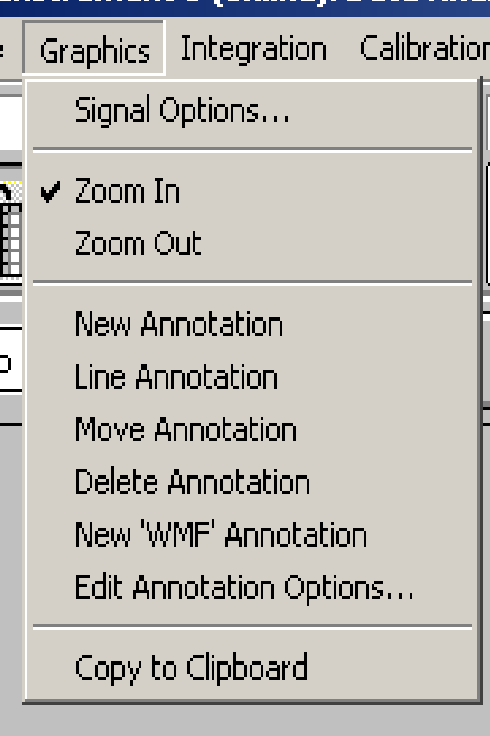 Graphics Integration
Signal Options...
Zoom In
Zoom Out
New Annotation
Line Annotation
Move Annotation
Delete Annotation
New 'WMF' Annotation
Edit Annotation Options...
Copy to Clipboard